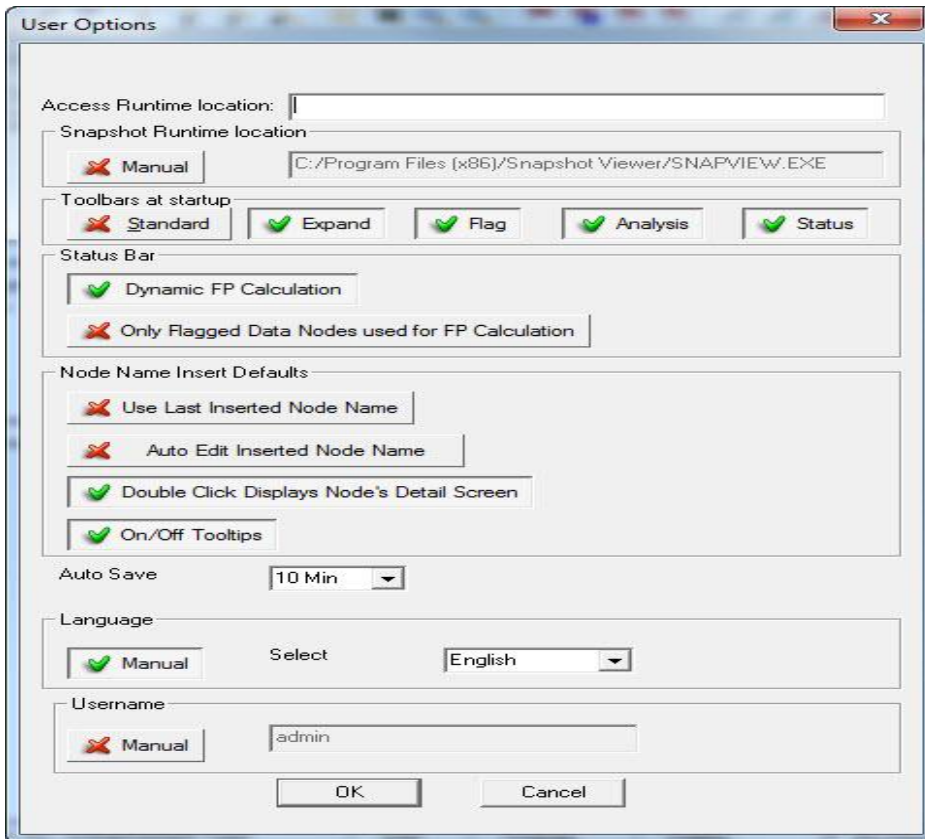 User Options
Access Runtime location:
Snapshot Runtime location
Manual C:/Program Files (x86)/Snapshot Viewer/SNAPVIEW.EXE
Toolbars at startup
Standard Expand Flag Analysis Status
Status Bar
Dynamic FP Calculation
Only Flagged Data Nodes used for FP Calculation
Node Name Insert Defaults
Use Last Inserted Node Name
Auto Edit Inserted Node Name
Double Click Displays Node's Detail Screen
On/Off Tooltips
Auto Save 10 Min
Language
Manual Select English
Username
Manual admin
OK Cancel